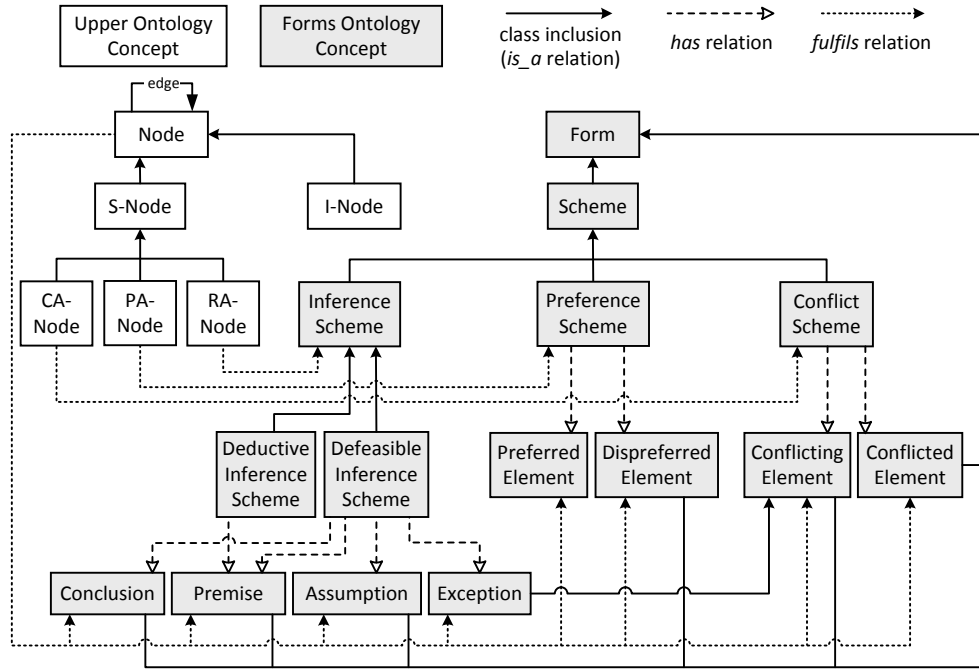 Upper Ontology
Concept
Forms Ontology
Concept
class inclusion
(is_a relation)
has relation
fulfils relation
edge
Node
Form
S-Node
I-Node
Scheme
CA-
Node
PA-
Node
RA-
Node
Inference
Scheme
Preference
Scheme
Conflict
Scheme
Deductive
Inference
Scheme
Defeasible
Inference
Scheme
Preferred
Element
Dispreferred
Element
Conflicting
Element
Conflicted
Element
Conclusion
Premise
Assumption
Exception